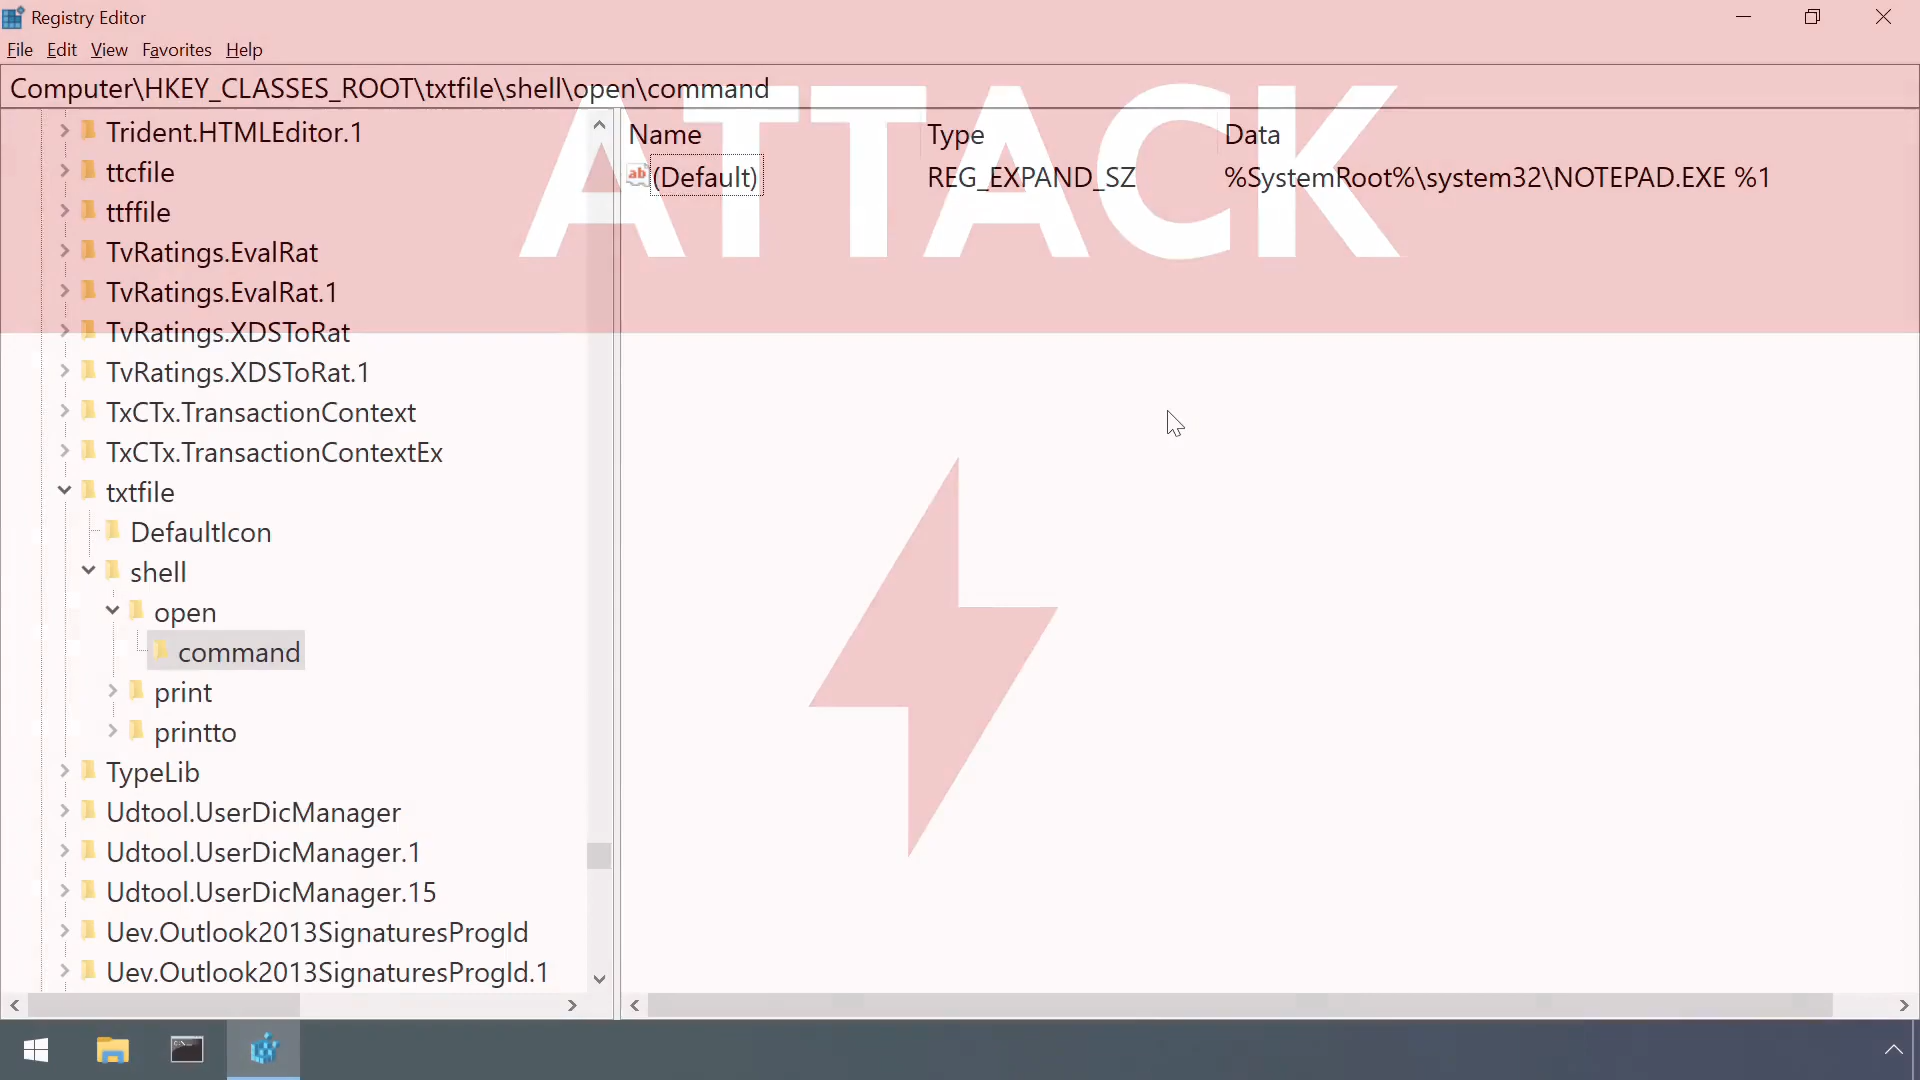 Registry Editor
File Edit View Favorites Help
Computer\HKEY_CLASSES_ROOT\txtfile\shell\open\command
ATTACK
Name Type Data
ab (Default) REG_EXPAND_SZ %SystemRoot%\system32\NOTEPAD.EXE %1
Trident.HTMLEditor.1
ttcfile
ttffile
TvRatings.EvalRat
TvRatings.EvalRat.1
TvRatings.XDSToRat
TvRatings.XDSToRat.1
TxCTx.TransactionContext
TxCTx.TransactionContextEx
txtfile
DefaultIcon
shell
open
command
print
printto
TypeLib
Udtool.UserDicManager
Udtool.UserDicManager.1
Udtool.UserDicManager.15
Uev.Outlook2013SignaturesProgId
Uev.Outlook2013SignaturesProgId.1